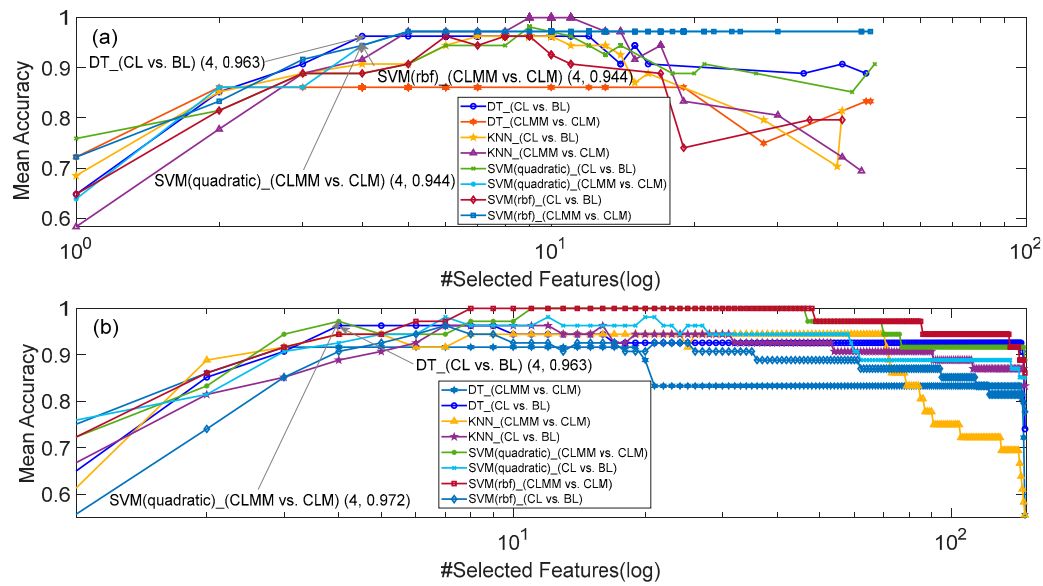 (a)
1
0.9
0.8
0.7
0.6
Mean Accuracy
DT_(CL vs. BL) (4, 0.963)
SVM(rbf)_(CLMM vs. CLM) (4, 0.944)
SVM(quadratic)_(CLMM vs. CLM) (4, 0.944)
DT_(CL vs. BL)
DT_(CLMM vs. CLM)
KNN_(CL vs. BL)
KNN_(CLMM vs. CLM)
SVM(quadratic)_(CL vs. BL)
SVM(quadratic)_(CLMM vs. CLM)
SVM(rbf)_(CL vs. BL)
SVM(rbf)_(CLMM vs. CLM)
10^0 10^1 10^2
#Selected Features(log)
(b)
1
0.9
0.8
0.7
0.6
Mean Accuracy
DT_(CL vs. BL) (4, 0.963)
SVM(quadratic)_(CLMM vs. CLM) (4, 0.972)
DT_(CLMM vs. CLM)
DT_(CL vs. BL)
KNN_(CLMM vs. CLM)
KNN_(CL vs. BL)
SVM(quadratic)_(CLMM vs. CLM)
SVM(quadratic)_(CL vs. BL)
SVM(rbf)_(CLMM vs. CLM)
SVM(rbf)_(CL vs. BL)
10^1 10^2
#Selected Features(log)